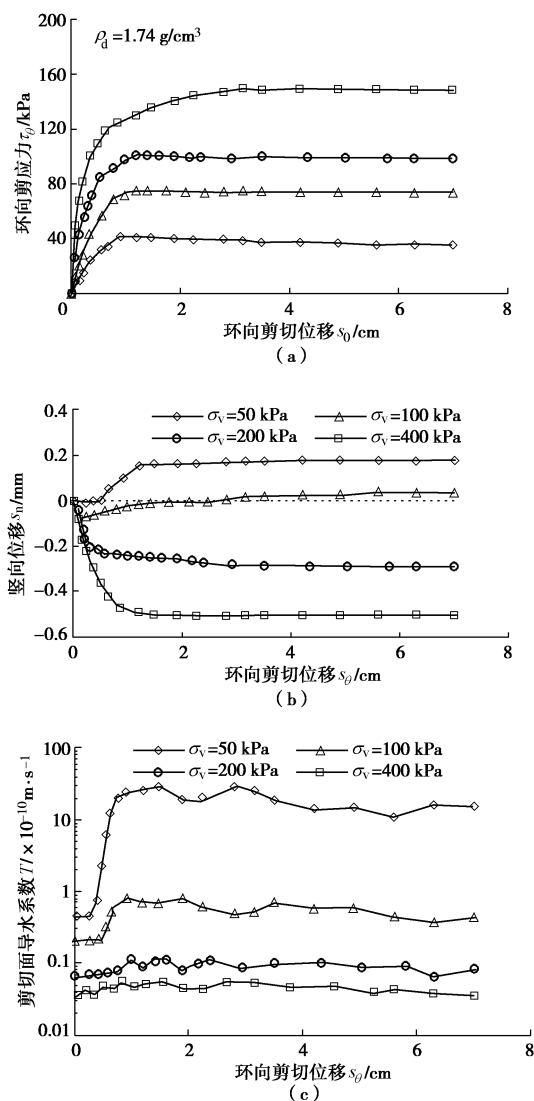 200
ρd=1.74 g/cm³
160
120
80
40
0
环向剪应力τθ/kPa
0 2 4 6 8
环向剪切位移s0/cm
(a)
0.4
0.2
0
-0.2
-0.4
-0.6
竖向位移sn/mm
σv=50 kPa σv=100 kPa
σv=200 kPa σv=400 kPa
0 2 4 6 8
环向剪切位移sθ/cm
(b)
100
10
1
0.1
0.01
剪切面导水系数T/×10⁻¹⁰m·s⁻¹
σv=50 kPa σv=100 kPa
σv=200 kPa σv=400 kPa
0 2 4 6 8
环向剪切位移sθ/cm
(c)